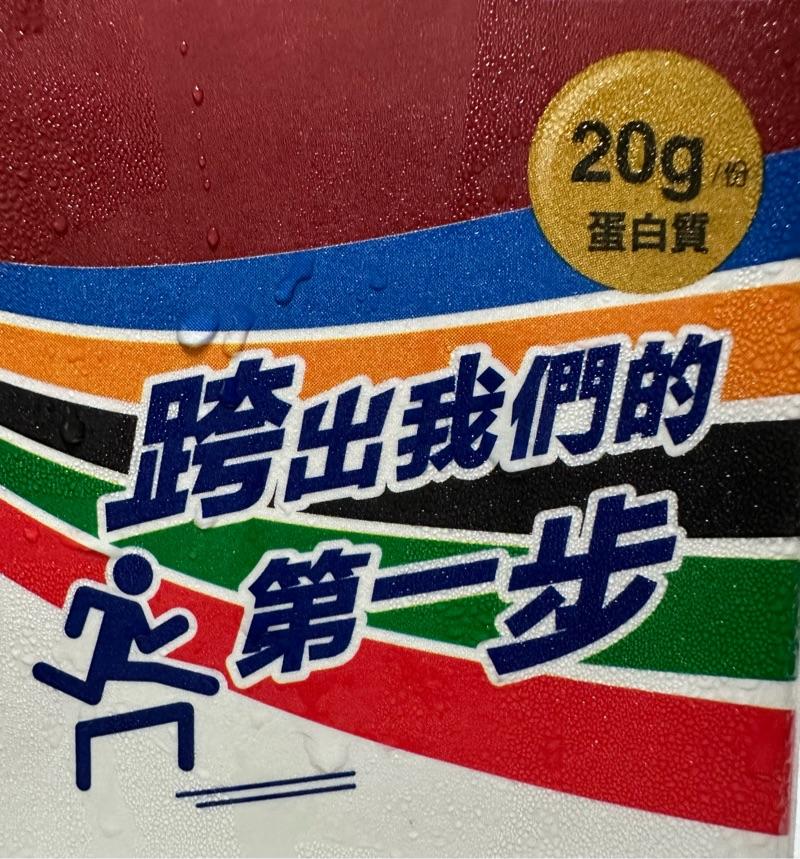 20g/份
蛋白質
跨出我們的
第一步